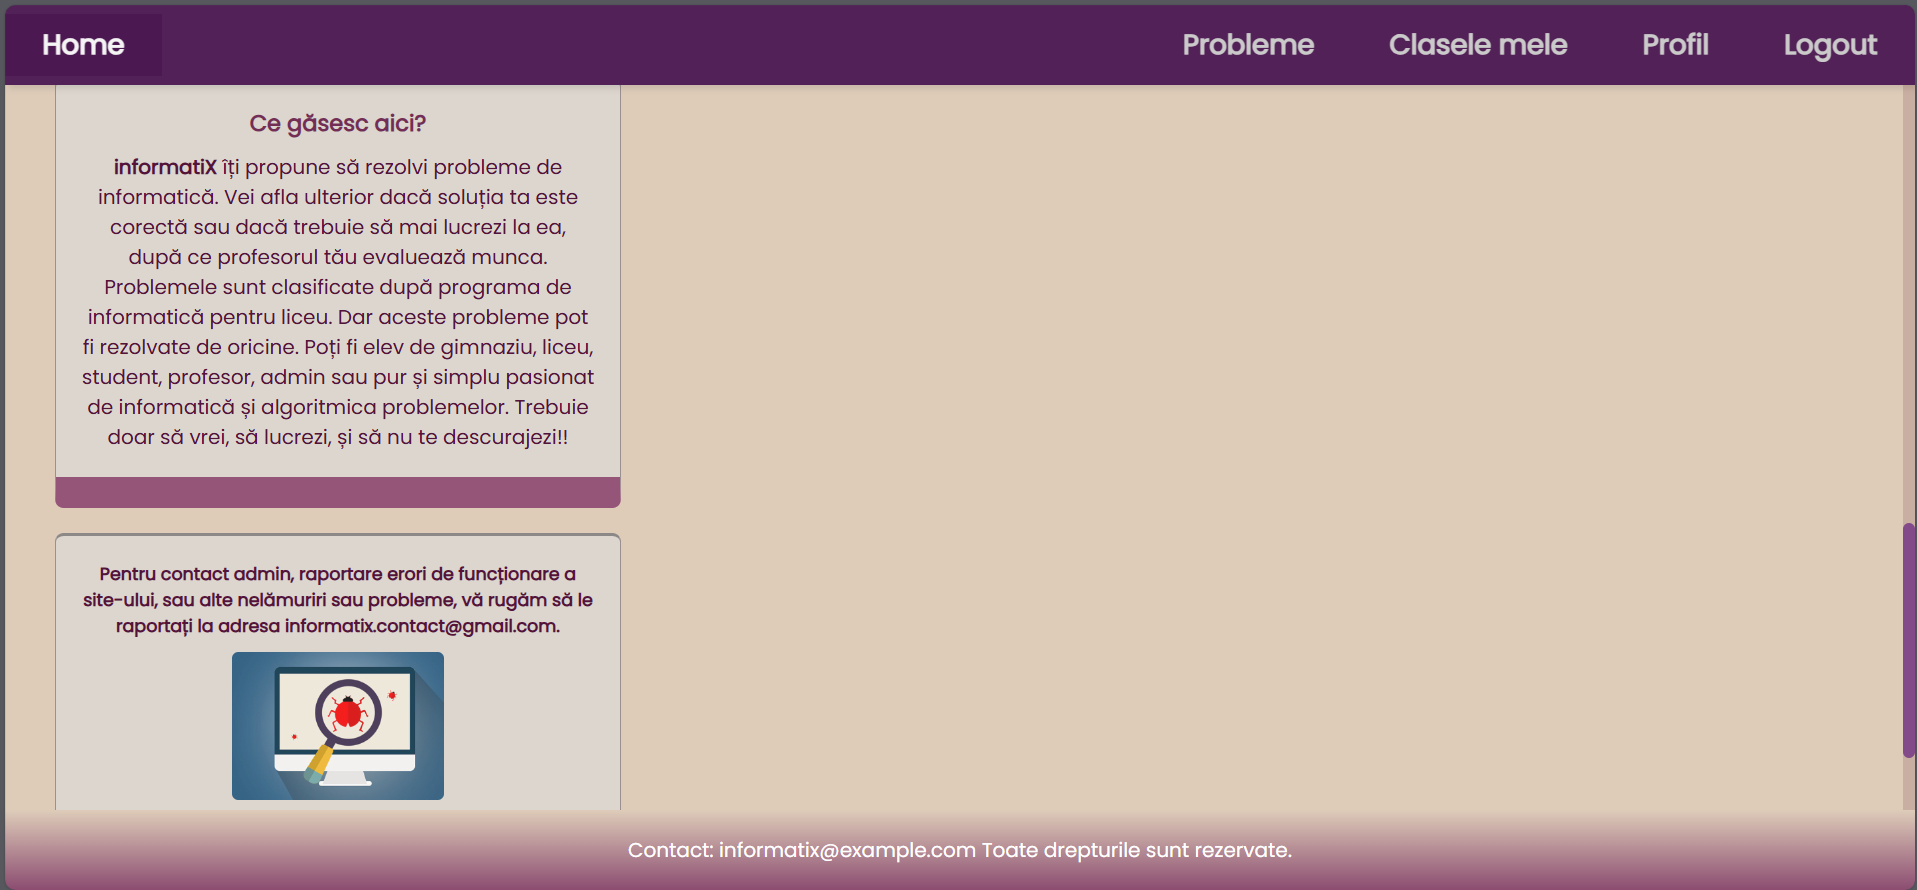 Home
Probleme
Clasele mele
Profil
Logout
Ce găsesc aici?
informatiX îți propune să rezolvi probleme de
informatică. Vei afla ulterior dacă soluția ta este
corectă sau dacă trebuie să mai lucrezi la ea,
după ce profesorul tău evaluează munca.
Problemele sunt clasificate după programa de
informatică pentru liceu. Dar aceste probleme pot
fi rezolvate de oricine. Poți fi elev de gimnaziu, liceu,
student, profesor, admin sau pur și simplu pasionat
de informatică și algoritmica problemelor. Trebuie
doar să vrei, să lucrezi, și să nu te descurajezi!!
Pentru contact admin, raportare erori de funcționare a
site-ului, sau alte nelămuriri sau probleme, vă rugăm să le
raportați la adresa informatix.contact@gmail.com.
Contact: informatix@example.com Toate drepturile sunt rezervate.